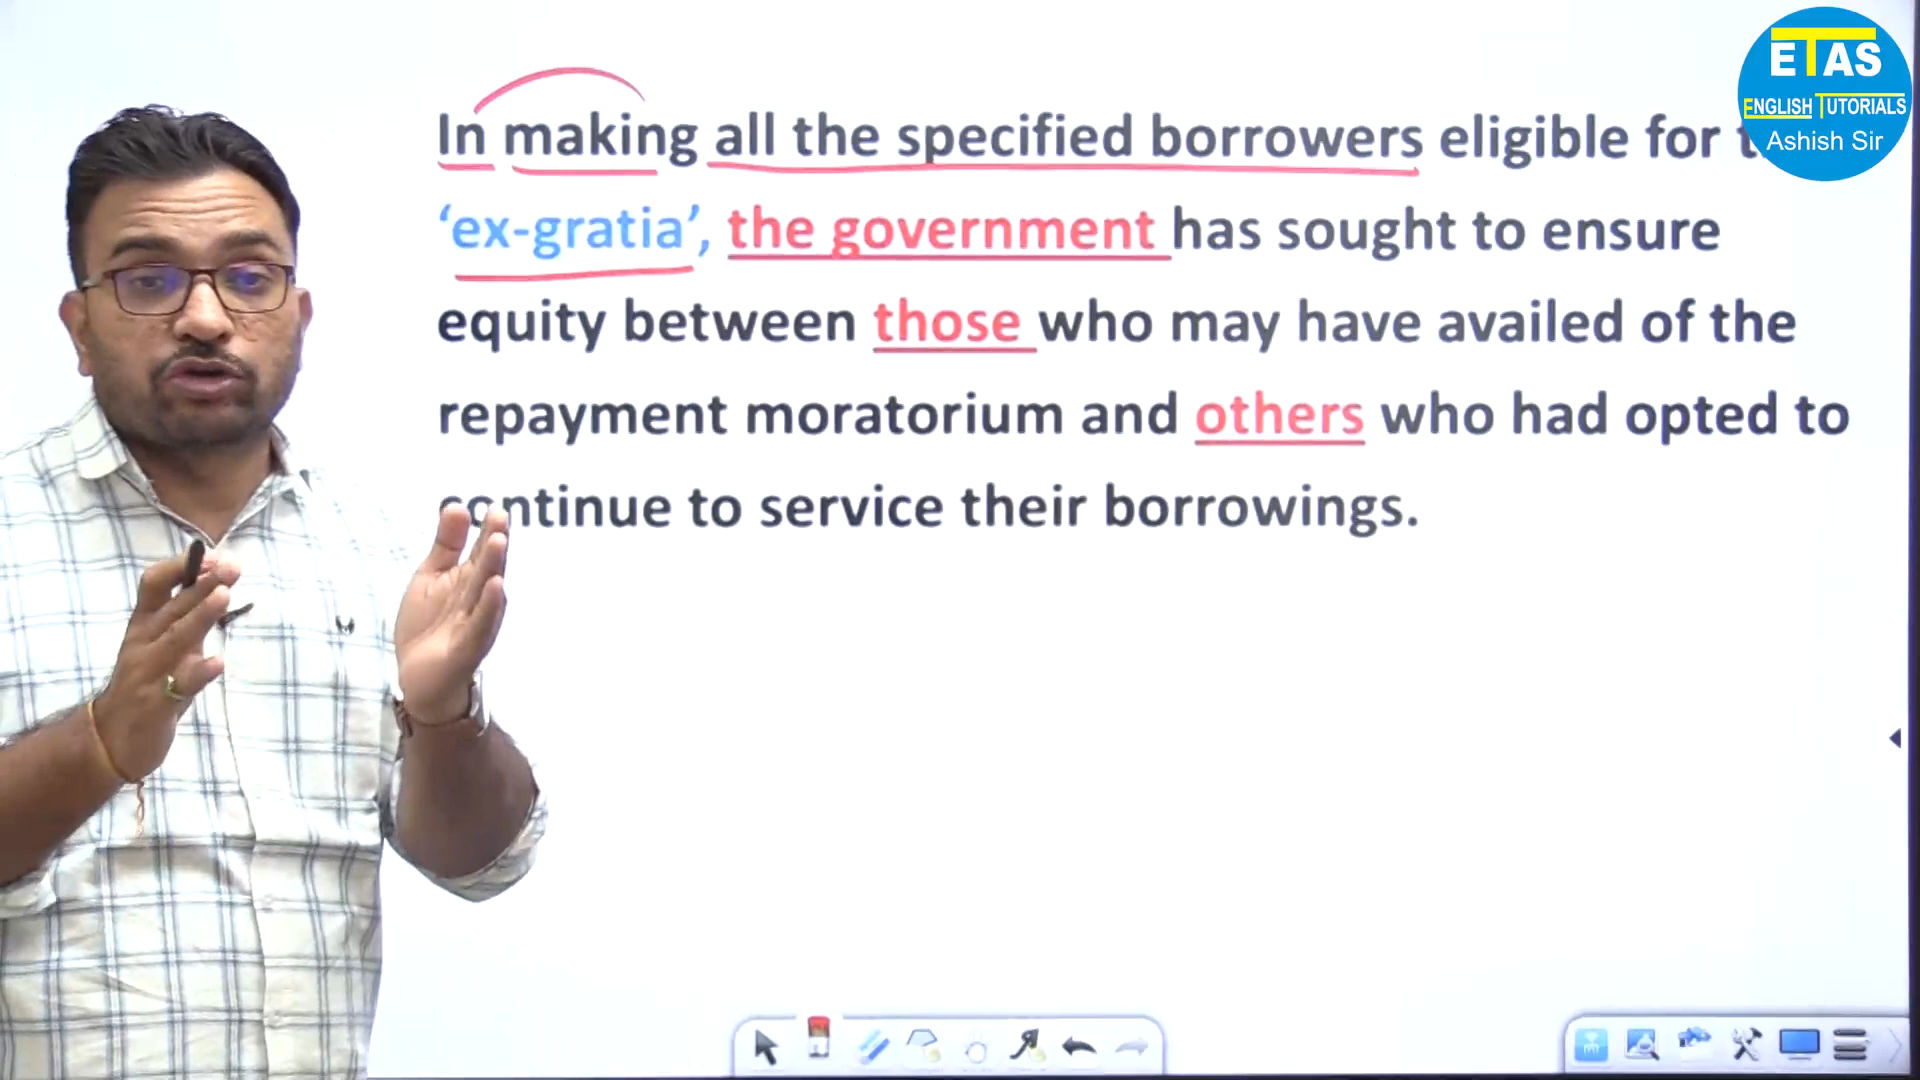 In making all the specified borrowers eligible for
‘ex-gratia’, the government has sought to ensure
equity between those who may have availed of the
repayment moratorium and others who had opted to
continue to service their borrowings.
ETAS
ENGLISH TUTORIALS
Ashish Sir